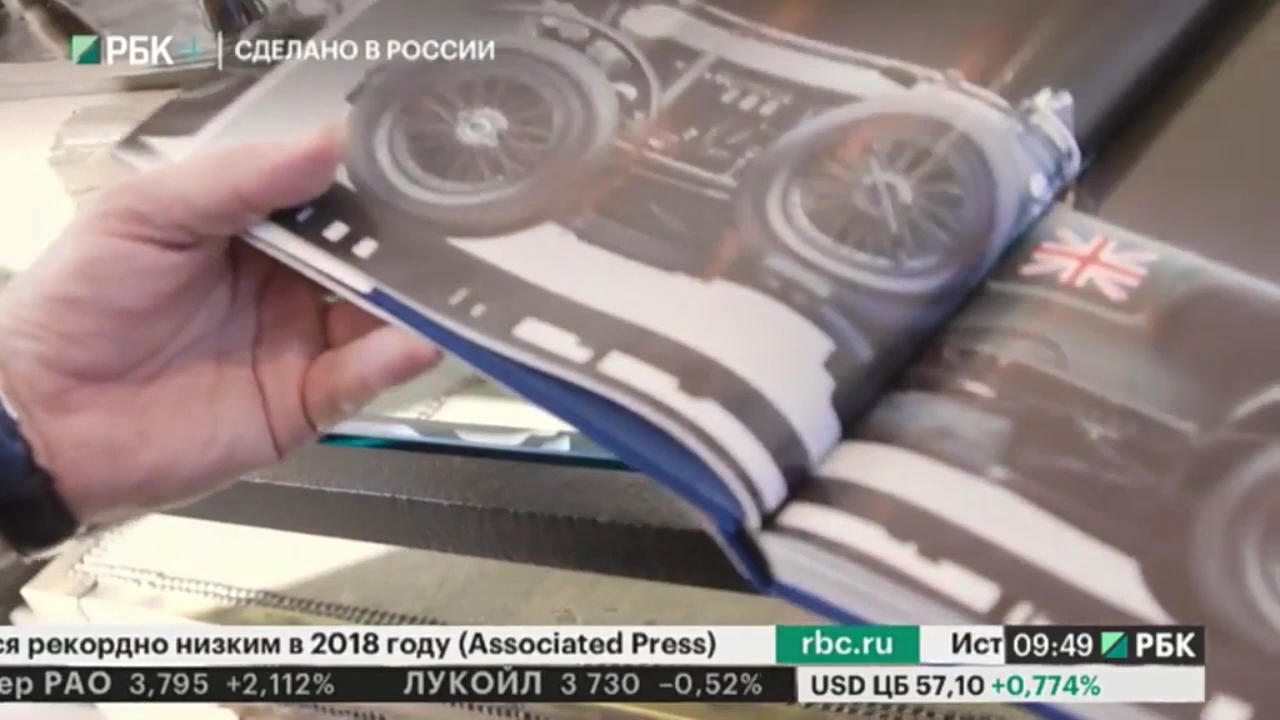 РБК+ СДЕЛАНО В РОССИИ
ся рекордно низким в 2018 году (Associated Press) rbc.ru Ист 09:49 РБК
ер РАО 3,795 +2,112% ЛУКОЙЛ 3 730 −0,52% USD ЦБ 57,10 +0,774%